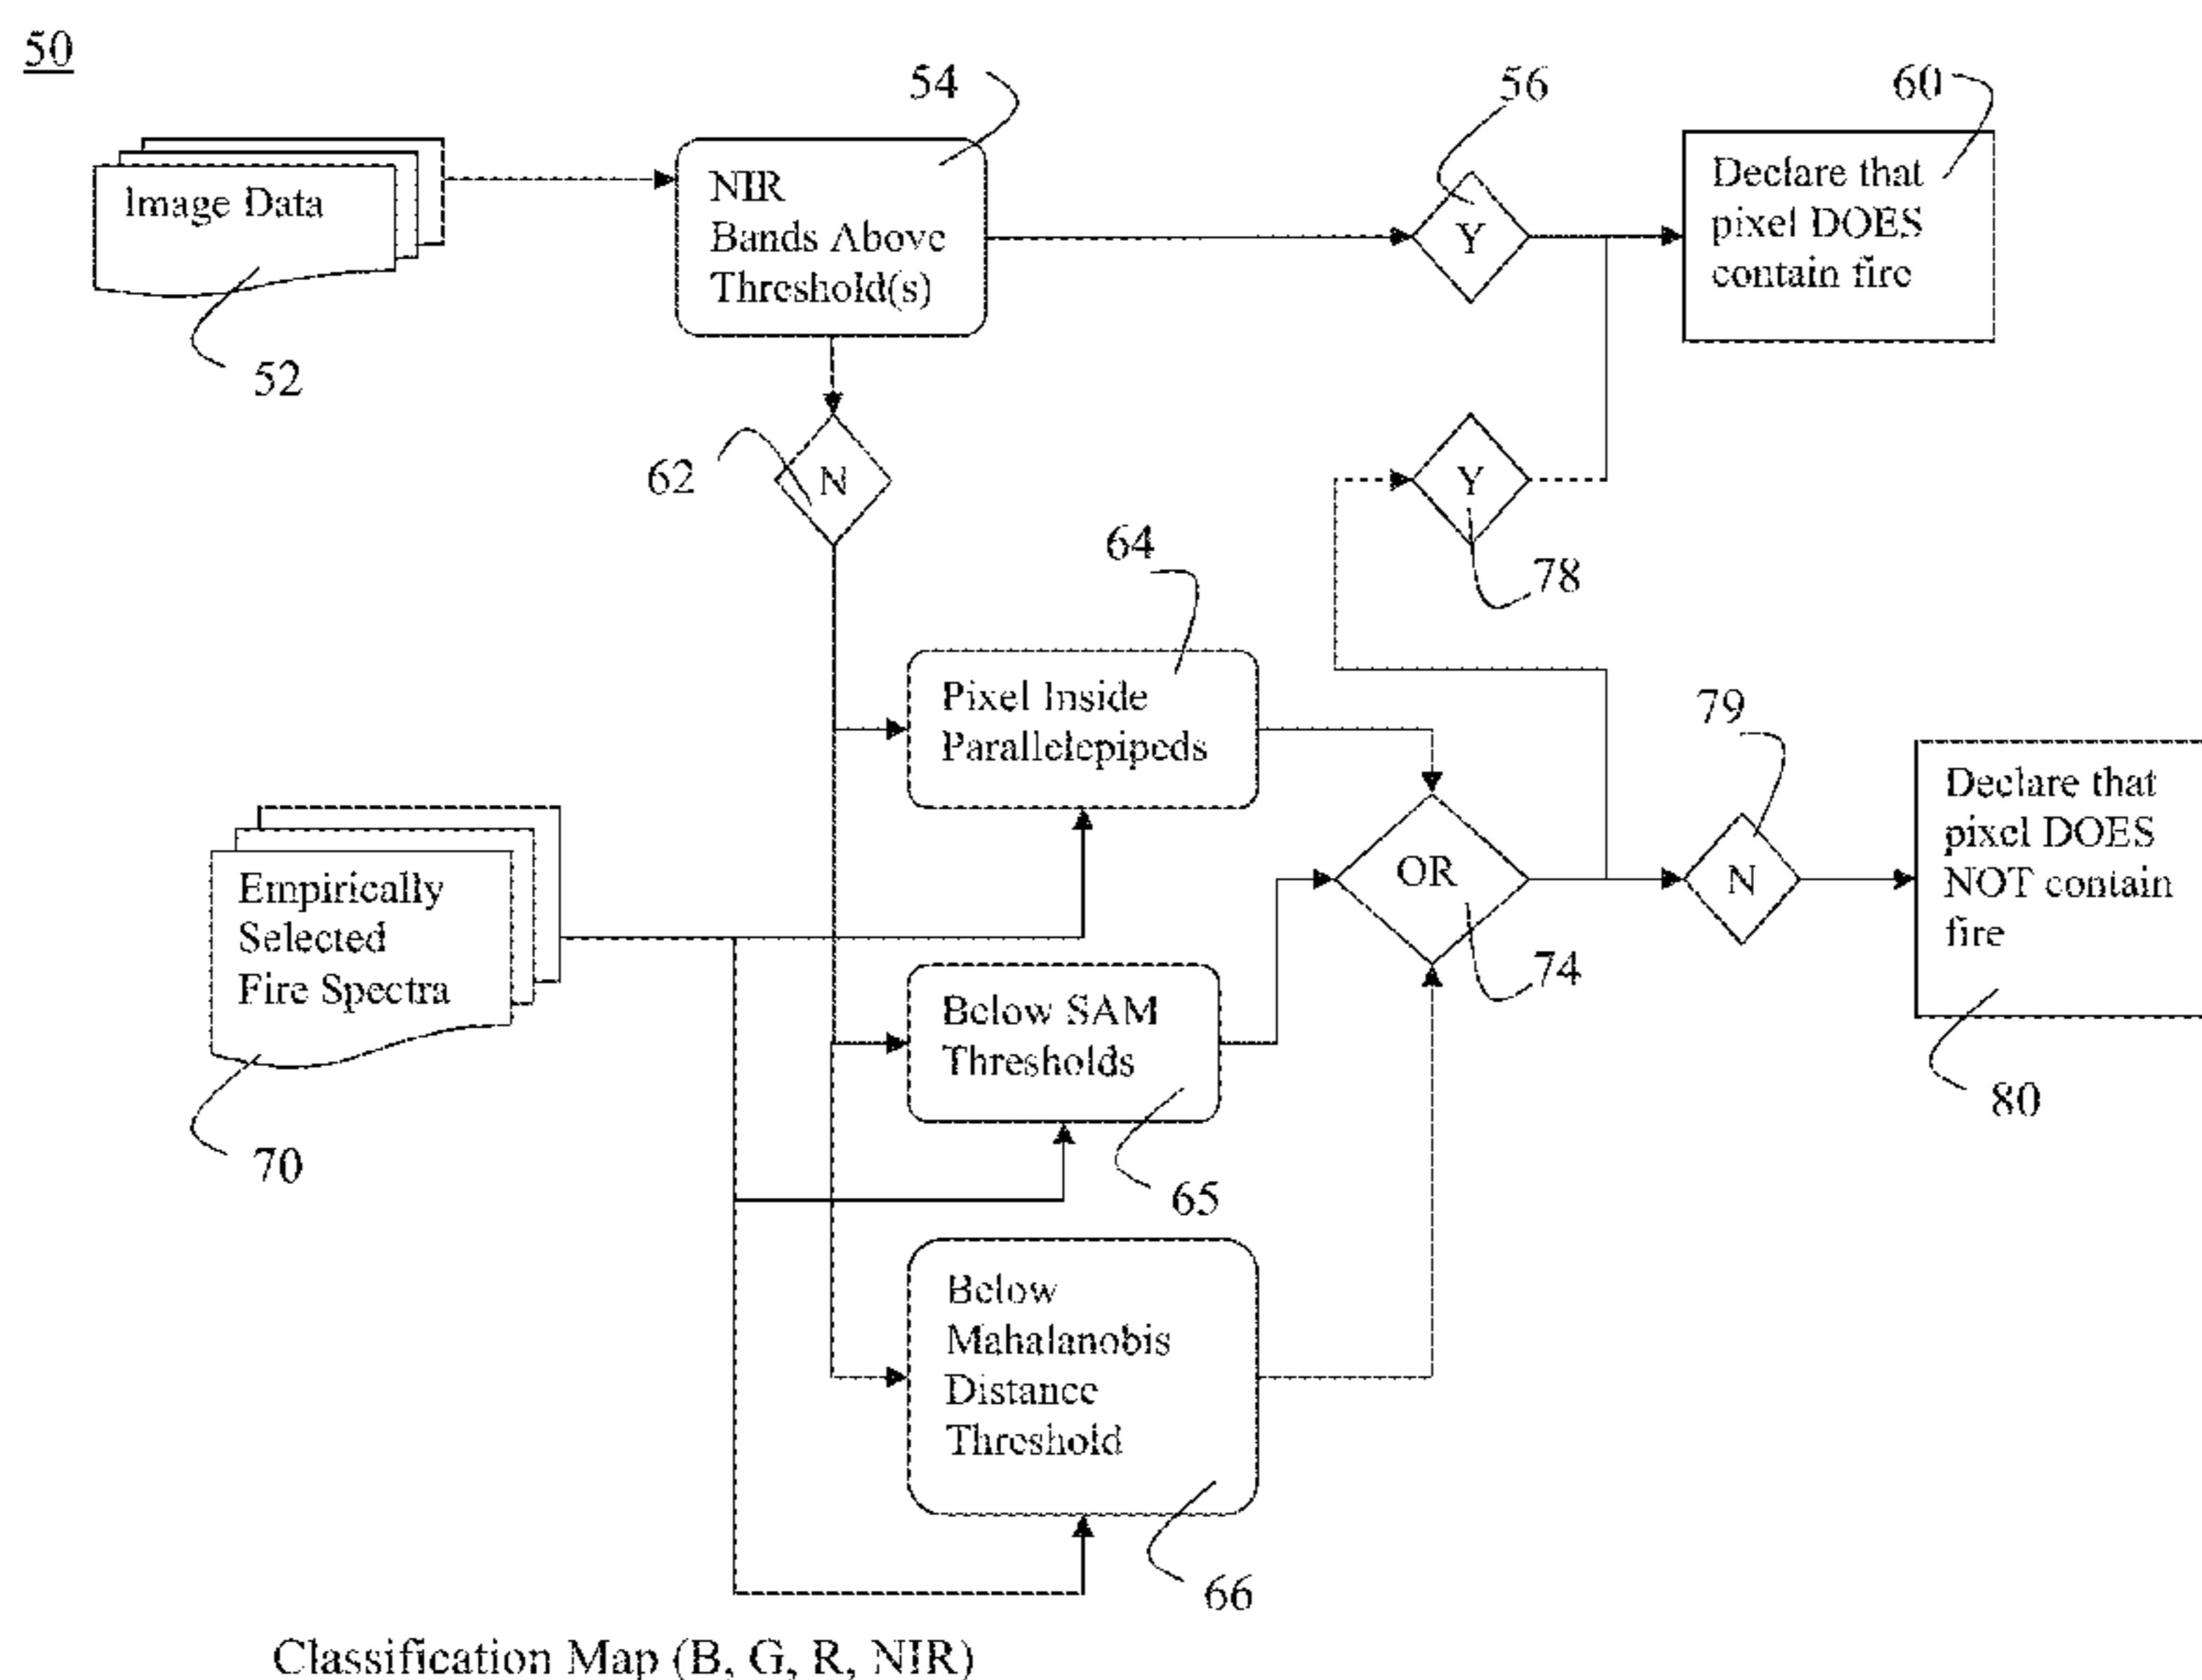 50
54
56
60
Image Data
NIR
Bands Above
Threshold(s)
Y
Declare that
pixel DOES
contain fire
52
62
N
Y
78
64
Pixel Inside
Parallelepipeds
79
Empirically
Selected
Fire Spectra
70
OR
74
N
Declare that
pixel DOES
NOT contain
fire
80
Below SAM
Thresholds
65
Below
Mahalanobis
Distance
Threshold
66
Classification Map (B, G, R, NIR)